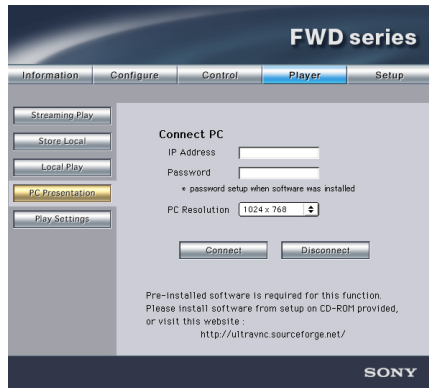 FWD series
Information Configure Control Player Setup
Streaming Play
Store Local
Local Play
PC Presentation
Play Settings
Connect PC
IP Address
Password
* password setup when software was installed
PC Resolution 1024 x 768
Connect Disconnect
Pre-installed software is required for this function.
Please install software from setup on CD-ROM provided,
or visit this website :
http://ultravnc.sourceforge.net/
SONY